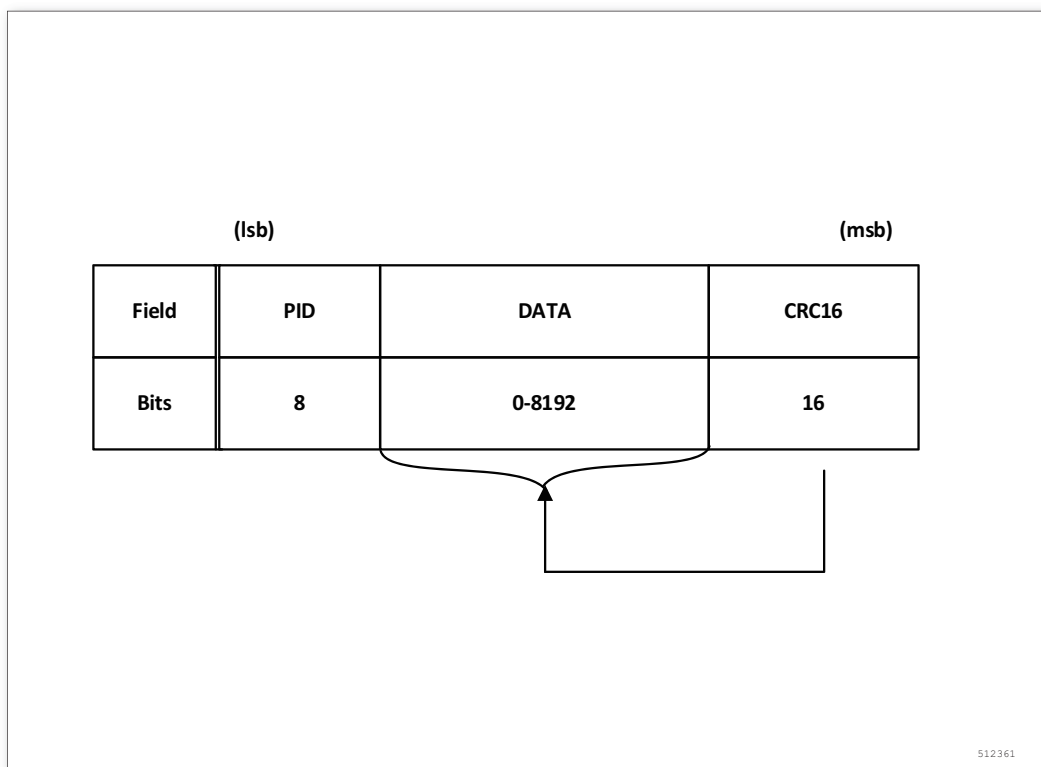 (lsb) (msb)
Field PID DATA CRC16
Bits 8 0-8192 16
512361